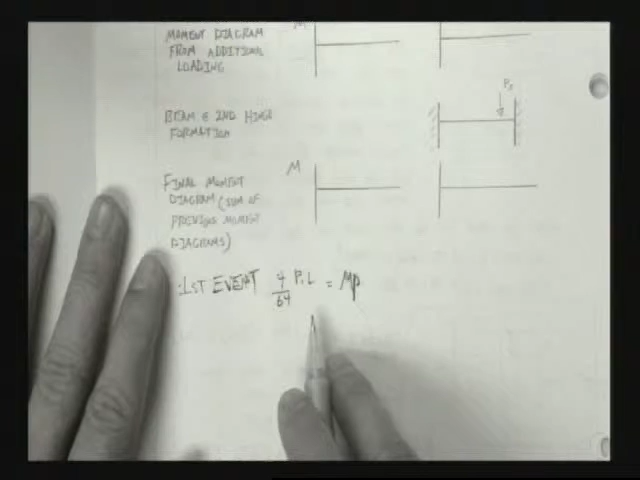 M
MOMENT DIAGRAM
FROM ADDITIONAL
LOADING
BEAM @ 2ND HINGE
FORMATION
P2
FINAL MOMENT
DIAGRAM (SUM OF
PREVIOUS MOMENT
DIAGRAMS)
M
1ST EVENT 9/64 P1L = Mp